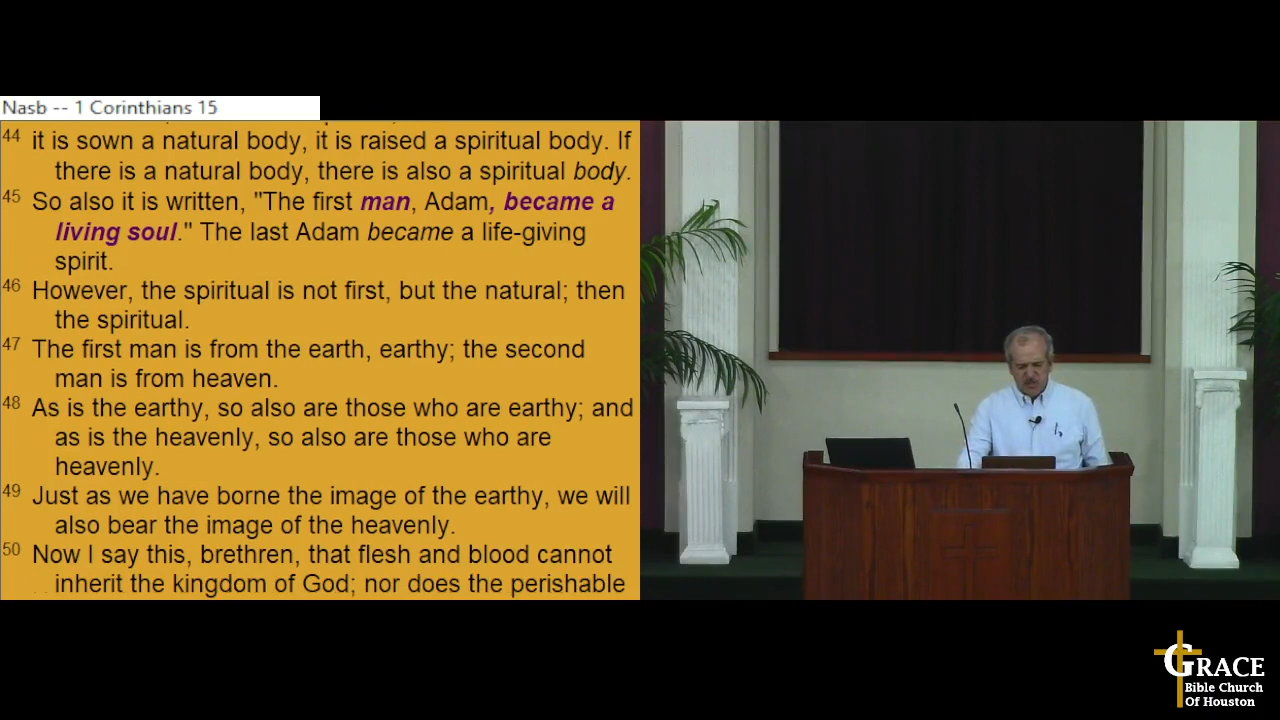 Nasb -- 1 Corinthians 15
44 it is sown a natural body, it is raised a spiritual body. If
there is a natural body, there is also a spiritual body.
45 So also it is written, "The first man, Adam, became a
living soul." The last Adam became a life-giving
spirit.
46 However, the spiritual is not first, but the natural; then
the spiritual.
47 The first man is from the earth, earthy; the second
man is from heaven.
48 As is the earthy, so also are those who are earthy; and
as is the heavenly, so also are those who are
heavenly.
49 Just as we have borne the image of the earthy, we will
also bear the image of the heavenly.
50 Now I say this, brethren, that flesh and blood cannot
inherit the kingdom of God; nor does the perishable
GRACE
Bible Church
Of Houston